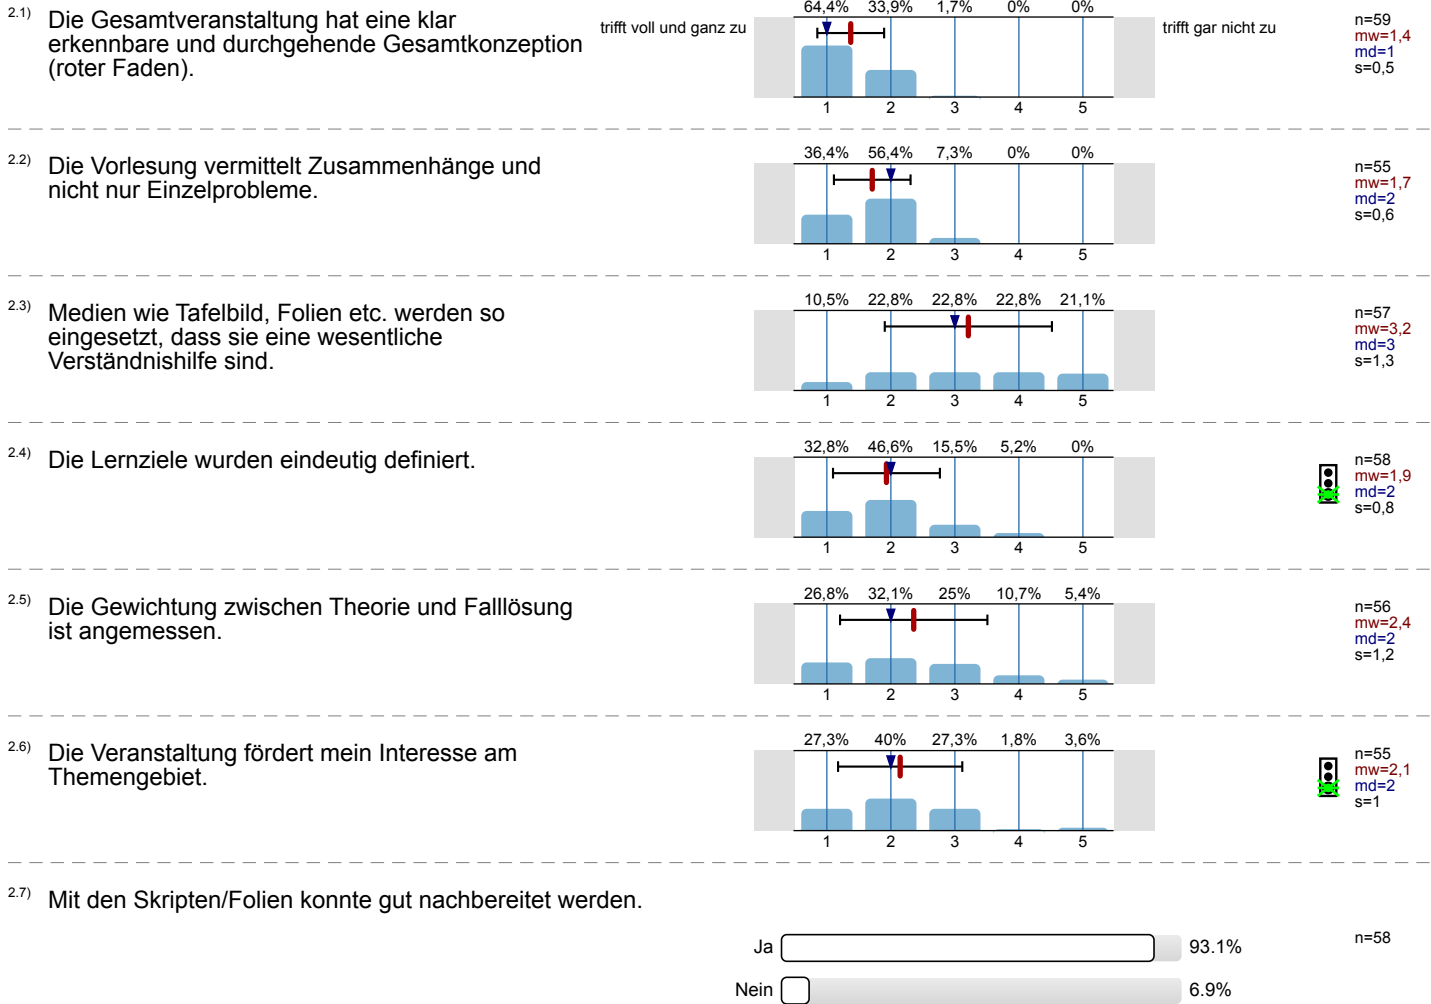 2.1) Die Gesamtveranstaltung hat eine klar
erkennbare und durchgehende Gesamtkonzeption
(roter Faden).
trifft voll und ganz zu
64,4% 33,9% 1,7% 0% 0%
1 2 3 4 5
trifft gar nicht zu
n=59
mw=1,4
md=1
s=0,5
2.2) Die Vorlesung vermittelt Zusammenhänge und
nicht nur Einzelprobleme.
36,4% 56,4% 7,3% 0% 0%
1 2 3 4 5
n=55
mw=1,7
md=2
s=0,6
2.3) Medien wie Tafelbild, Folien etc. werden so
eingesetzt, dass sie eine wesentliche
Verständnishilfe sind.
10,5% 22,8% 22,8% 22,8% 21,1%
1 2 3 4 5
n=57
mw=3,2
md=3
s=1,3
2.4) Die Lernziele wurden eindeutig definiert.
32,8% 46,6% 15,5% 5,2% 0%
1 2 3 4 5
n=58
mw=1,9
md=2
s=0,8
2.5) Die Gewichtung zwischen Theorie und Falllösung
ist angemessen.
26,8% 32,1% 25% 10,7% 5,4%
1 2 3 4 5
n=56
mw=2,4
md=2
s=1,2
2.6) Die Veranstaltung fördert mein Interesse am
Themengebiet.
27,3% 40% 27,3% 1,8% 3,6%
1 2 3 4 5
n=55
mw=2,1
md=2
s=1
2.7) Mit den Skripten/Folien konnte gut nachbereitet werden.
Ja 93.1%
n=58
Nein 6.9%